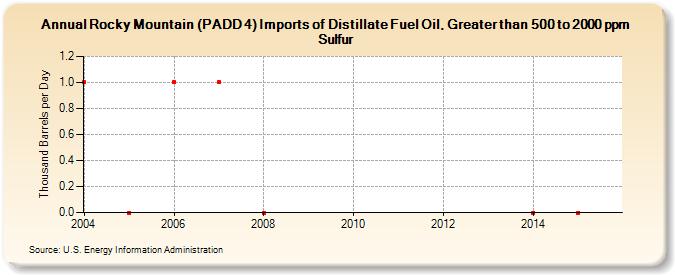 Annual Rocky Mountain (PADD 4) Imports of Distillate Fuel Oil, Greater than 500 to 2000 ppm
Sulfur
Thousand Barrels per Day
1.2
1.0
0.8
0.6
0.4
0.2
0.0
2004 2006 2008 2010 2012 2014
Source: U.S. Energy Information Administration